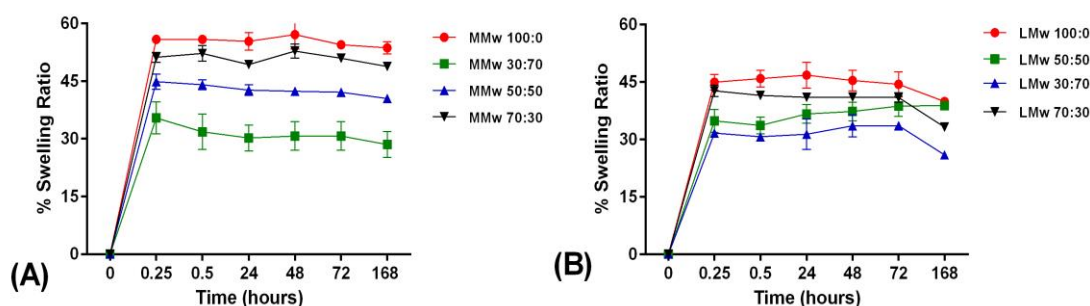 60
45
30
15
0
% Swelling Ratio
0 0.25 0.5 24 48 72 168
Time (hours)
MMw 100:0
MMw 30:70
MMw 50:50
MMw 70:30
(A)
60
45
30
15
0
% Swelling Ratio
0 0.25 0.5 24 48 72 168
Time (hours)
LMw 100:0
LMw 50:50
LMw 30:70
LMw 70:30
(B)